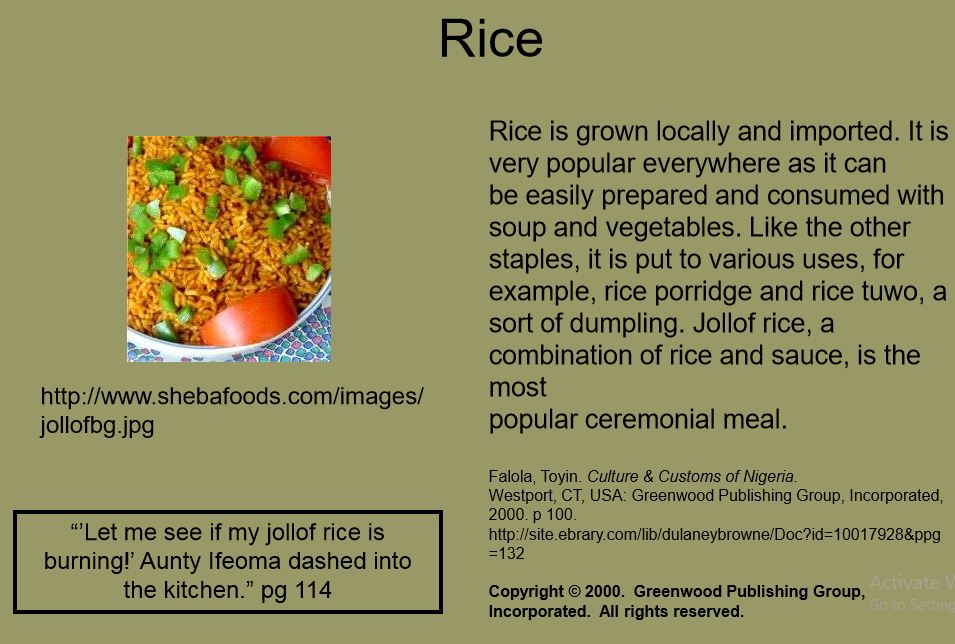 Rice
Rice is grown locally and imported. It is
very popular everywhere as it can
be easily prepared and consumed with
soup and vegetables. Like the other
staples, it is put to various uses, for
example, rice porridge and rice tuwo, a
sort of dumpling. Jollof rice, a
combination of rice and sauce, is the
most
popular ceremonial meal.
http://www.shebafoods.com/images/
jollofbg.jpg
“’Let me see if my jollof rice is
burning!’ Aunty Ifeoma dashed into
the kitchen.” pg 114
Falola, Toyin. Culture & Customs of Nigeria.
Westport, CT, USA: Greenwood Publishing Group, Incorporated,
2000. p 100.
http://site.ebrary.com/lib/dulaneybrowne/Doc?id=10017928&ppg
=132
Copyright © 2000.  Greenwood Publishing Group,
Incorporated.  All rights reserved.
Activate
Go to Setting